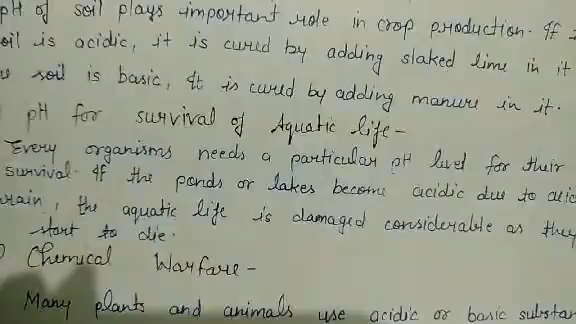 pH of soil plays important role in crop production. If
soil is acidic, it is cured by adding slaked lime in it
soil is basic, it is cured by adding manure in it.
pH for survival of Aquatic life -
Every organisms needs a particular pH level for their
survival. If the ponds or lakes become acidic due to acid
rain, the aquatic life is damaged considerable as they
start to die.
Chemical Warfare -
Many plants and animals use acidic or basic substan